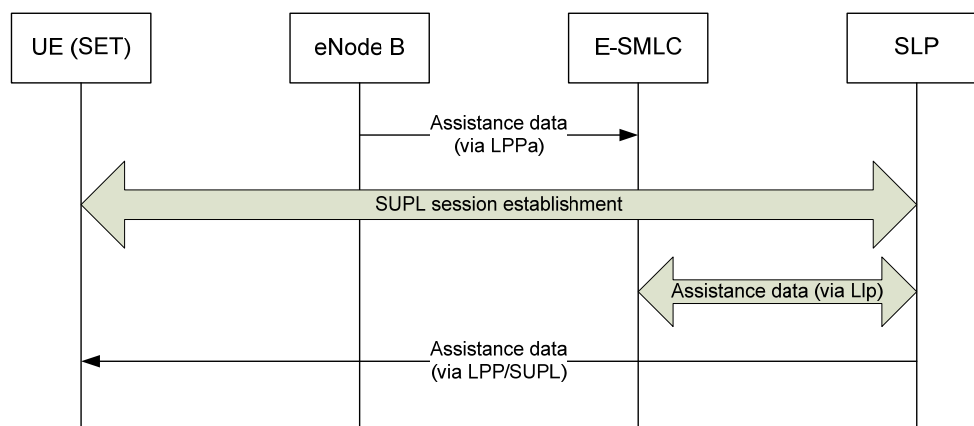 UE (SET)
eNode B
E-SMLC
SLP
Assistance data
(via LPPa)
SUPL session establishment
Assistance data (via Llp)
Assistance data
(via LPP/SUPL)